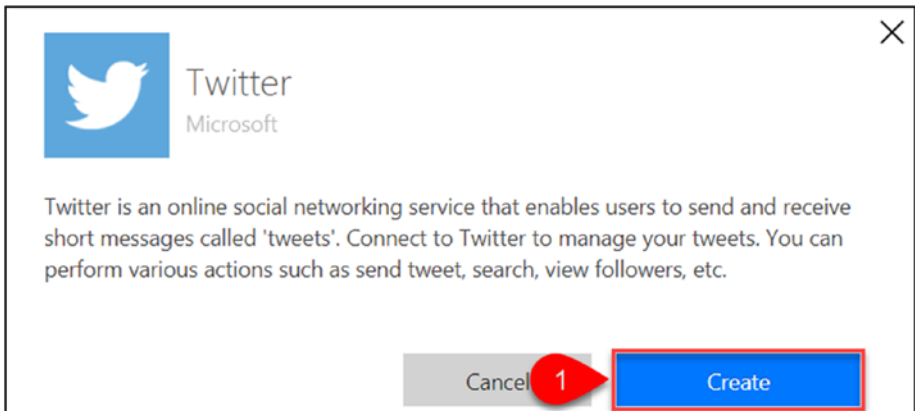 Twitter
Microsoft
Twitter is an online social networking service that enables users to send and receive
short messages called 'tweets'. Connect to Twitter to manage your tweets. You can
perform various actions such as send tweet, search, view followers, etc.
Cancel 1 Create